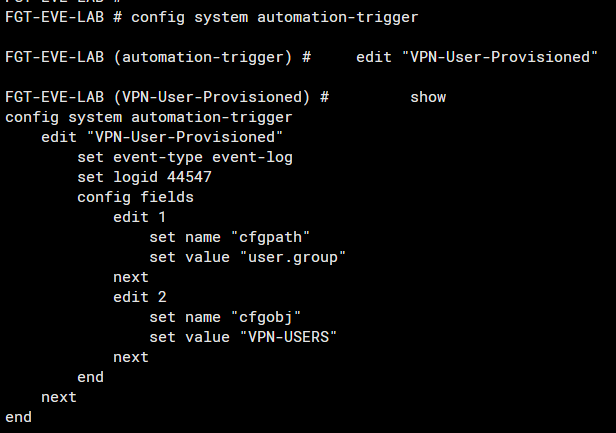 FGT-EVE-LAB #
FGT-EVE-LAB # config system automation-trigger
FGT-EVE-LAB (automation-trigger) #     edit "VPN-User-Provisioned"
FGT-EVE-LAB (VPN-User-Provisioned) #         show
config system automation-trigger
    edit "VPN-User-Provisioned"
        set event-type event-log
        set logid 44547
        config fields
            edit 1
                set name "cfgpath"
                set value "user.group"
            next
            edit 2
                set name "cfgobj"
                set value "VPN-USERS"
            next
        end
    next
end